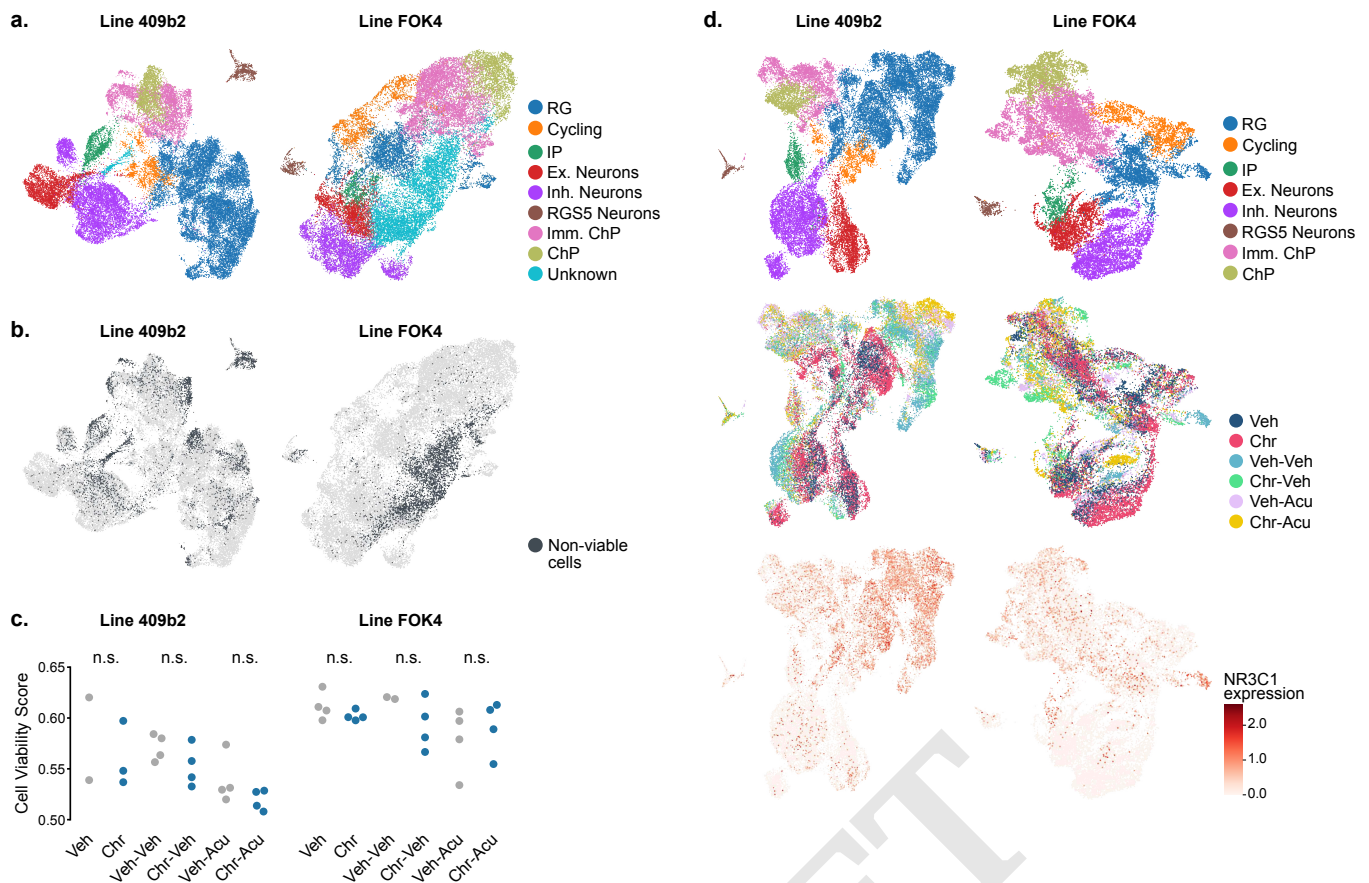 a.
Line 409b2
Line FOK4
RG
Cycling
IP
Ex. Neurons
Inh. Neurons
RGS5 Neurons
Imm. ChP
ChP
Unknown
b.
Line 409b2
Line FOK4
Non-viable
cells
c.
Line 409b2
Line FOK4
n.s.
n.s.
n.s.
n.s.
n.s.
n.s.
Cell Viability Score
0.65
0.60
0.55
0.50
Veh
Chr
Veh-Veh
Chr-Veh
Veh-Acu
Chr-Acu
Veh
Chr
Veh-Veh
Chr-Veh
Veh-Acu
Chr-Acu
d.
Line 409b2
Line FOK4
RG
Cycling
IP
Ex. Neurons
Inh. Neurons
RGS5 Neurons
Imm. ChP
ChP
Veh
Chr
Veh-Veh
Chr-Veh
Veh-Acu
Chr-Acu
NR3C1
expression
2.0
1.0
0.0